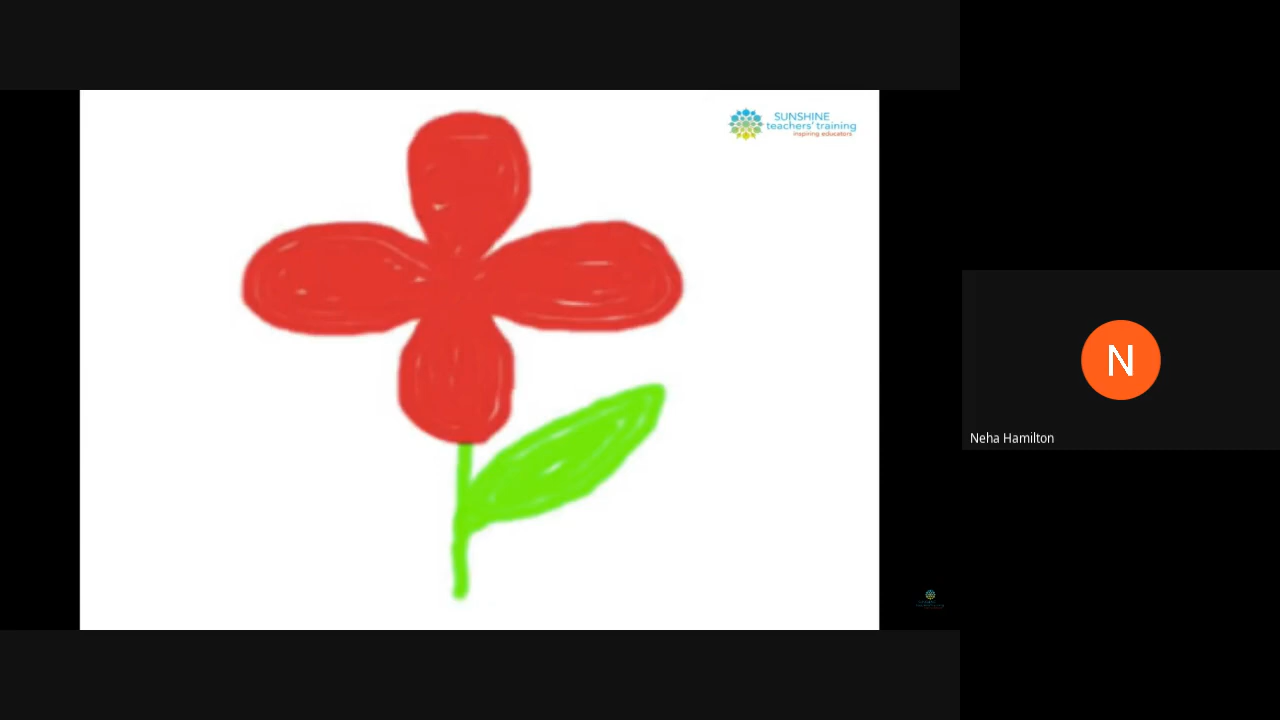 SUNSHINE
teachers' training
inspiring educators
N
Neha Hamilton